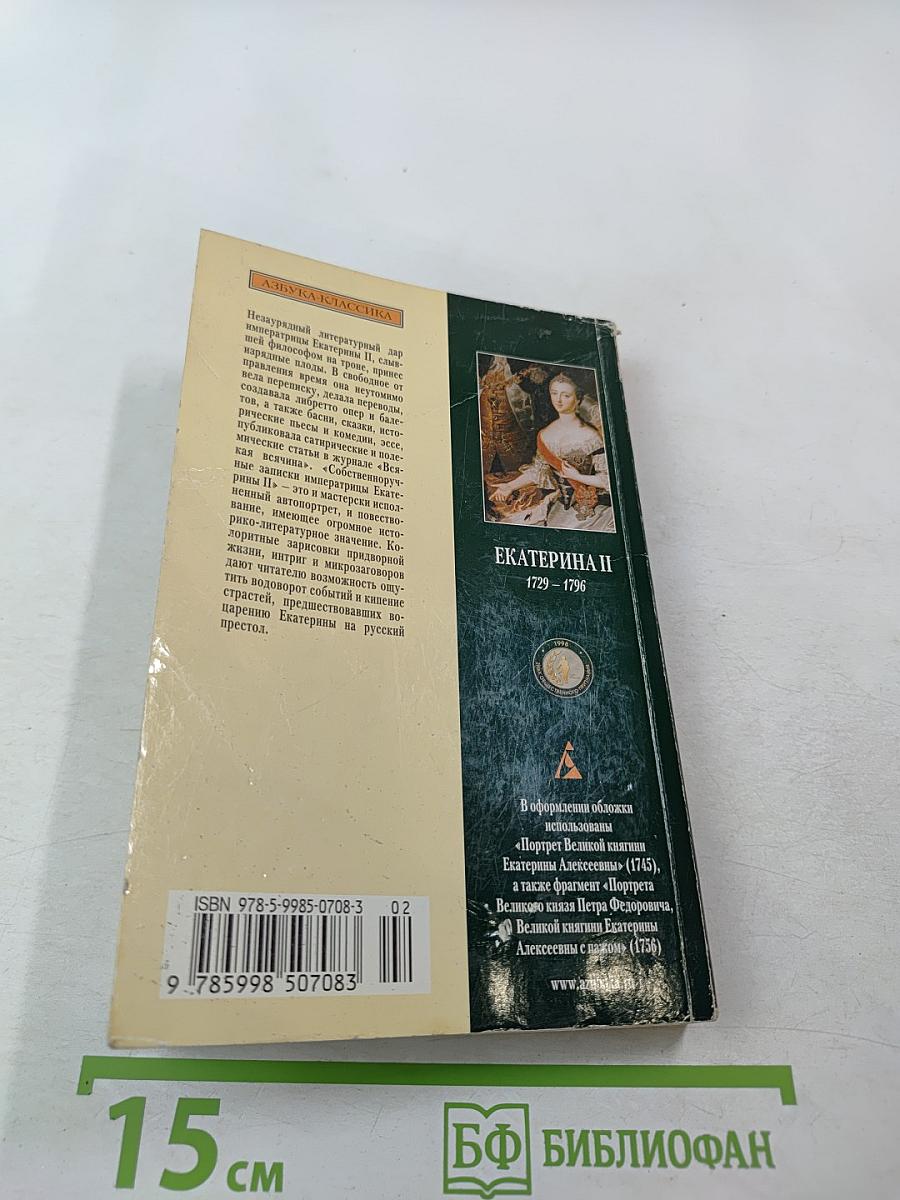 АЗБУКА-КЛАССИКА
Незаурядный литературный дар
императрицы Екатерины II, слыв-
шей философом на троне, принес
изрядные плоды. В свободное от
правления время она неутомимо
вела переписку, делала переводы,
создавала либретто опер и бале-
тов, а также басни, сказки, исто-
рические пьесы и комедии, эссе,
публиковала сатирические и поле-
мические статьи в журнале «Вся-
кая всячина». «Собственноруч-
ные записки императрицы Екате-
рины II» – это и мастерски испол-
ненный автопортрет, и повество-
вание, имеющее огромное исто-
рико-литературное значение. Ко-
лоритные зарисовки придворной
жизни, интриг и микрозаговоров
дают читателю возможность ощу-
тить водоворот событий и кипение
страстей, предшествовавших во-
царению Екатерины на русский
престол.
ISBN 978-5-9985-0708-3 02
9 785998 507083
ЕКАТЕРИНА II
1729 – 1796
1996
ЗНАК ОБЩЕСТВЕННОГО ПРИЗНАНИЯ
В оформлении обложки
использованы
«Портрет Великой княгини
Екатерины Алексеевны» (1745),
а также фрагмент «Портрета
Великого князя Петра Федоровича,
Великой княгини Екатерины
Алексеевны с пажом» (1756)
15 см
БФ БИБЛИОФАН